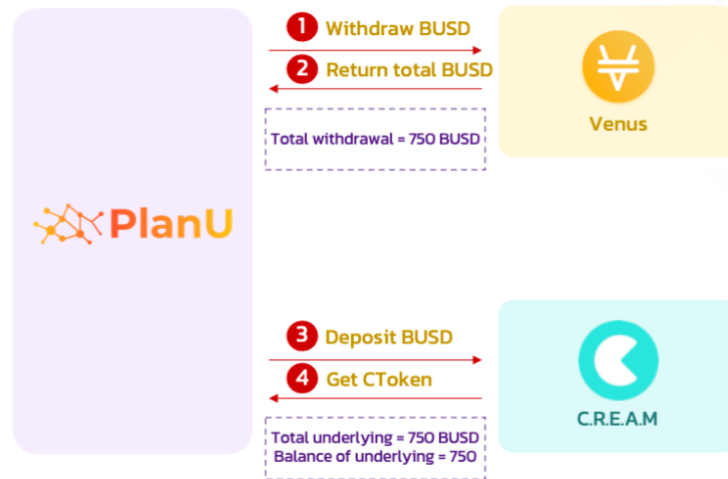 1 Withdraw BUSD
2 Return total BUSD
Total withdrawal = 750 BUSD
Venus
PlanU
3 Deposit BUSD
4 Get CToken
Total underlying = 750 BUSD
Balance of underlying = 750
C.R.E.A.M